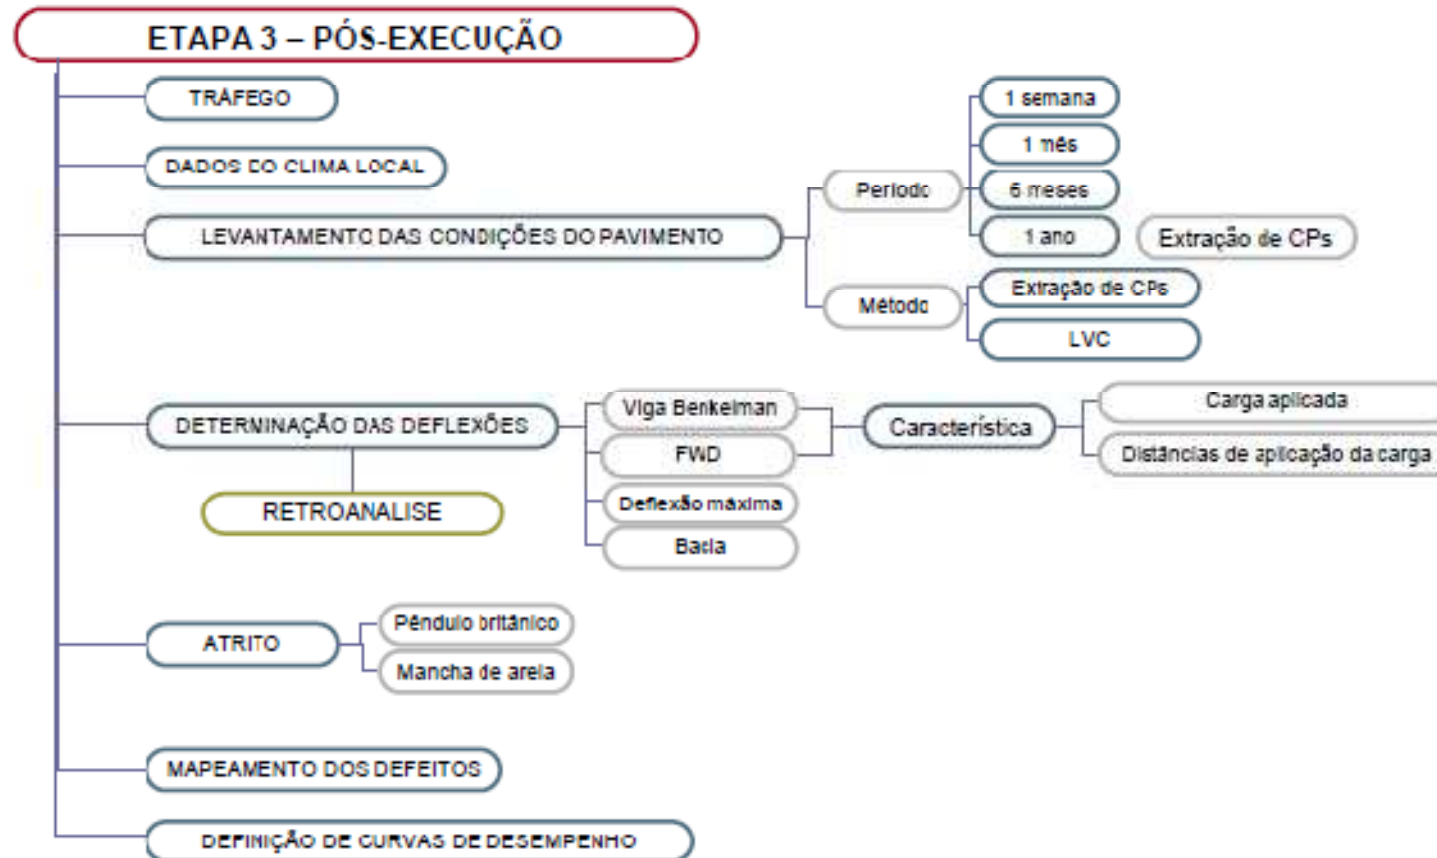 ETAPA 3 – PÓS-EXECUÇÃO
TRÁFEGO
DADOS DO CLIMA LOCAL
LEVANTAMENTO DAS CONDIÇÕES DO PAVIMENTO
Período
1 semana
1 mês
6 meses
1 ano
Extração de CPs
Método
Extração de CPs
LVC
DETERMINAÇÃO DAS DEFLEXÕES
Viga Benkelman
FWD
Deflexão máxima
Bacia
Característica
Carga aplicada
Distâncias de aplicação da carga
RETROANALISE
ATRITO
Pêndulo britânico
Mancha de areia
MAPEAMENTO DOS DEFEITOS
DEFINIÇÃO DE CURVAS DE DESEMPENHO